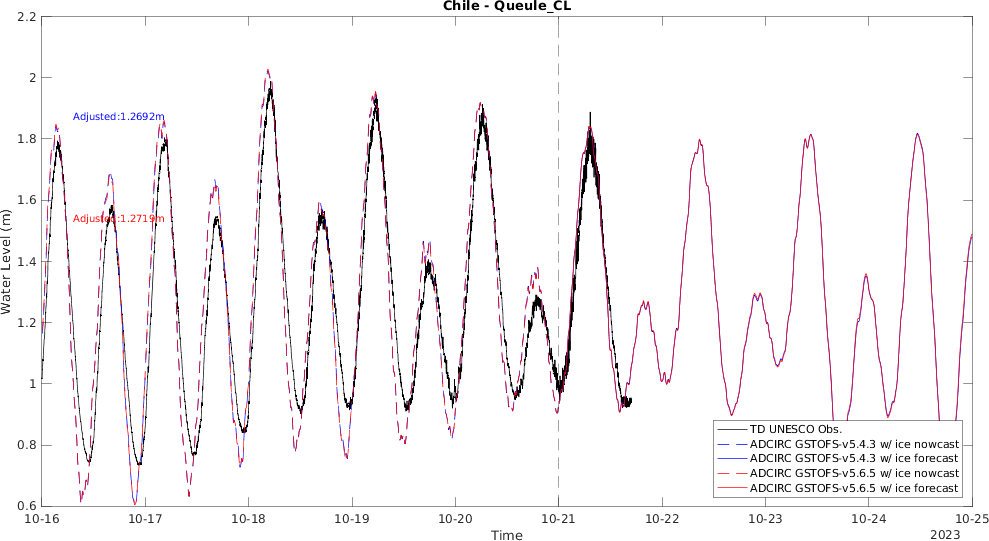 Chile - Queule_CL
2.2
2
1.8
1.6
1.4
1.2
1
0.8
0.6
Water Level (m)
Adjusted:1.2692m
Adjusted:1.2719m
TD UNESCO Obs.
ADCIRC GSTOFS-v5.4.3 w/ ice nowcast
ADCIRC GSTOFS-v5.4.3 w/ ice forecast
ADCIRC GSTOFS-v5.6.5 w/ ice nowcast
ADCIRC GSTOFS-v5.6.5 w/ ice forecast
10-16 10-17 10-18 10-19 10-20 10-21 10-22 10-23 10-24 10-25
Time
2023